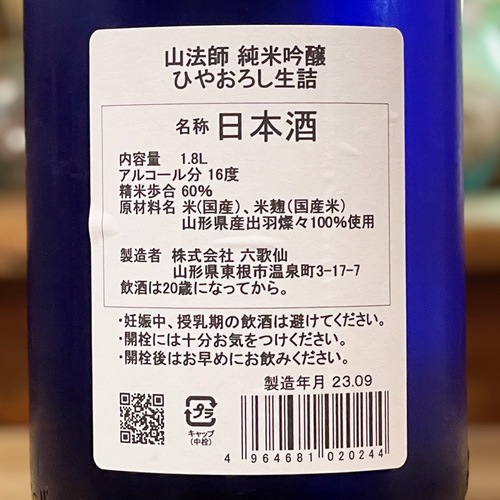 山法師 純米吟醸
ひやおろし生詰
名称 日本酒
内容量 1.8L
アルコール分 16度
精米歩合 60%
原材料名 米(国産)、米麹(国産米)
山形県産出羽燦々100%使用
製造者 株式会社 六歌仙
山形県東根市温泉町3-17-7
飲酒は20歳になってから。
・妊娠中、授乳期の飲酒は避けてください。
・開栓には十分お気をつけください。
・開栓後はお早めにお飲みください。
製造年月 23.09
プラ
キャップ
(中栓)
4 964681 020244